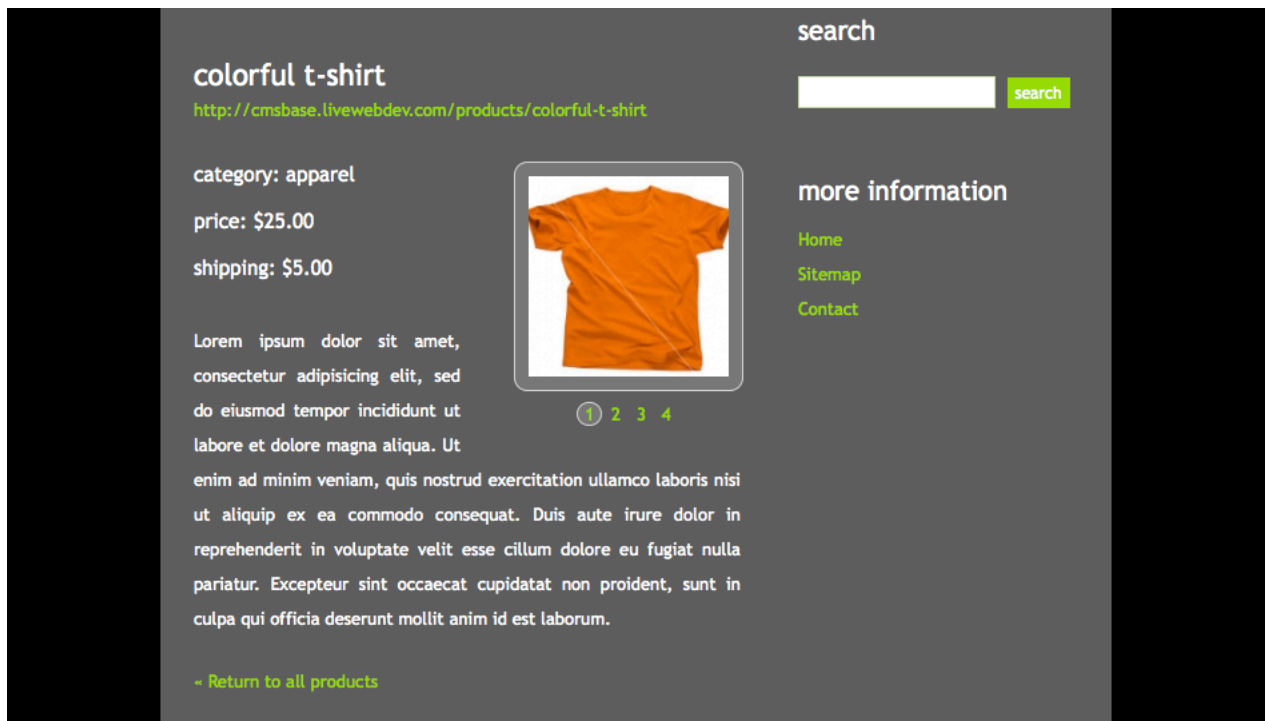 colorful t-shirt
http://cmsbase.livewebdev.com/products/colorful-t-shirt
category: apparel
price: $25.00
shipping: $5.00
1 2 3 4
Lorem ipsum dolor sit amet,
consectetur adipisicing elit, sed
do eiusmod tempor incididunt ut
labore et dolore magna aliqua. Ut
enim ad minim veniam, quis nostrud exercitation ullamco laboris nisi
ut aliquip ex ea commodo consequat. Duis aute irure dolor in
reprehenderit in voluptate velit esse cillum dolore eu fugiat nulla
pariatur. Excepteur sint occaecat cupidatat non proident, sunt in
culpa qui officia deserunt mollit anim id est laborum.
« Return to all products
search
search
more information
Home
Sitemap
Contact